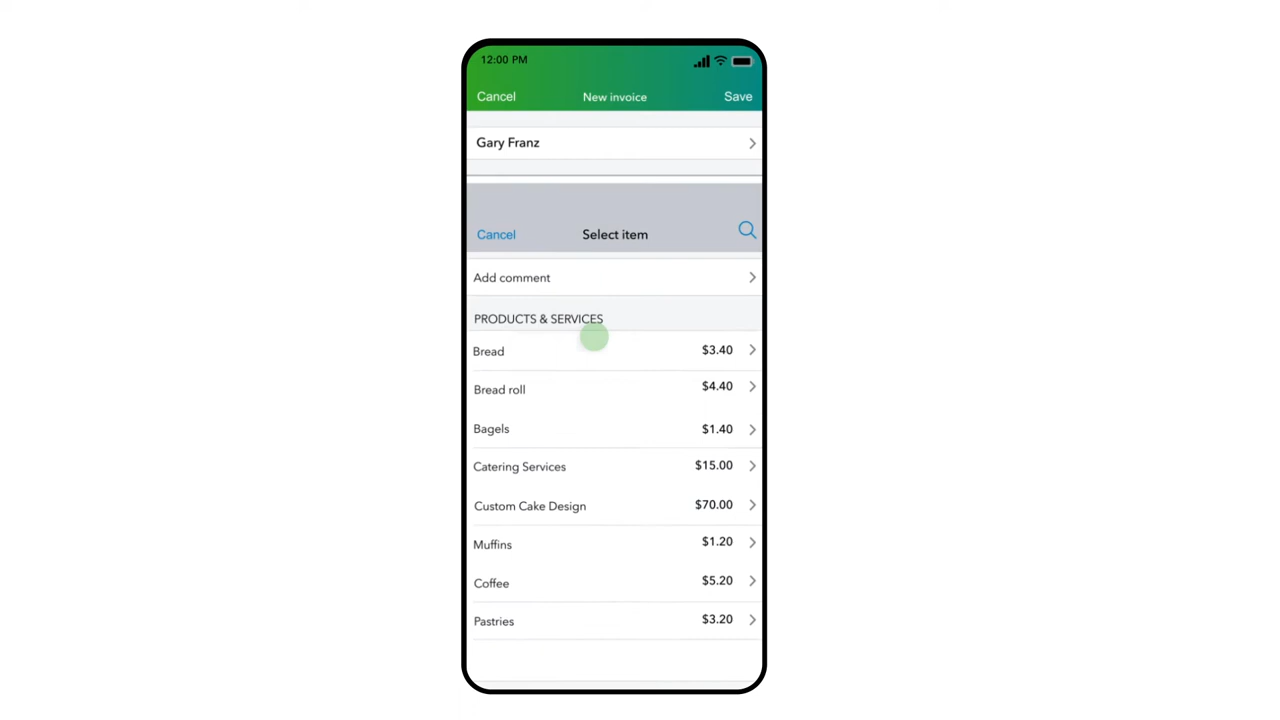 12:00 PM
Cancel New invoice Save
Gary Franz
Cancel Select item
Add comment
PRODUCTS & SERVICES
Bread $3.40
Bread roll $4.40
Bagels $1.40
Catering Services $15.00
Custom Cake Design $70.00
Muffins $1.20
Coffee $5.20
Pastries $3.20